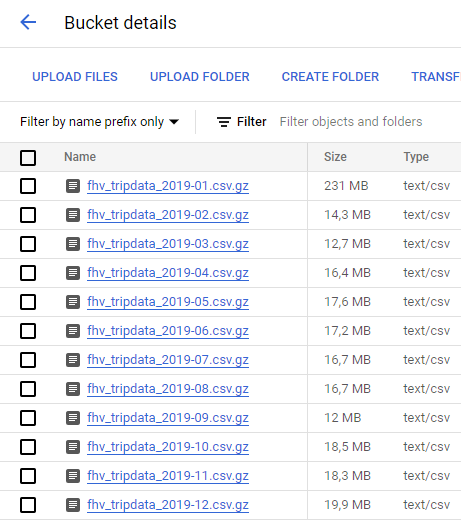 Bucket details
UPLOAD FILES UPLOAD FOLDER CREATE FOLDER TRANSF
Filter by name prefix only Filter Filter objects and folders
Name Size Type
fhv_tripdata_2019-01.csv.gz 231 MB text/csv
fhv_tripdata_2019-02.csv.gz 14,3 MB text/csv
fhv_tripdata_2019-03.csv.gz 12,7 MB text/csv
fhv_tripdata_2019-04.csv.gz 16,4 MB text/csv
fhv_tripdata_2019-05.csv.gz 17,6 MB text/csv
fhv_tripdata_2019-06.csv.gz 17,2 MB text/csv
fhv_tripdata_2019-07.csv.gz 16,7 MB text/csv
fhv_tripdata_2019-08.csv.gz 16,7 MB text/csv
fhv_tripdata_2019-09.csv.gz 12 MB text/csv
fhv_tripdata_2019-10.csv.gz 18,5 MB text/csv
fhv_tripdata_2019-11.csv.gz 18,3 MB text/csv
fhv_tripdata_2019-12.csv.gz 19,9 MB text/csv